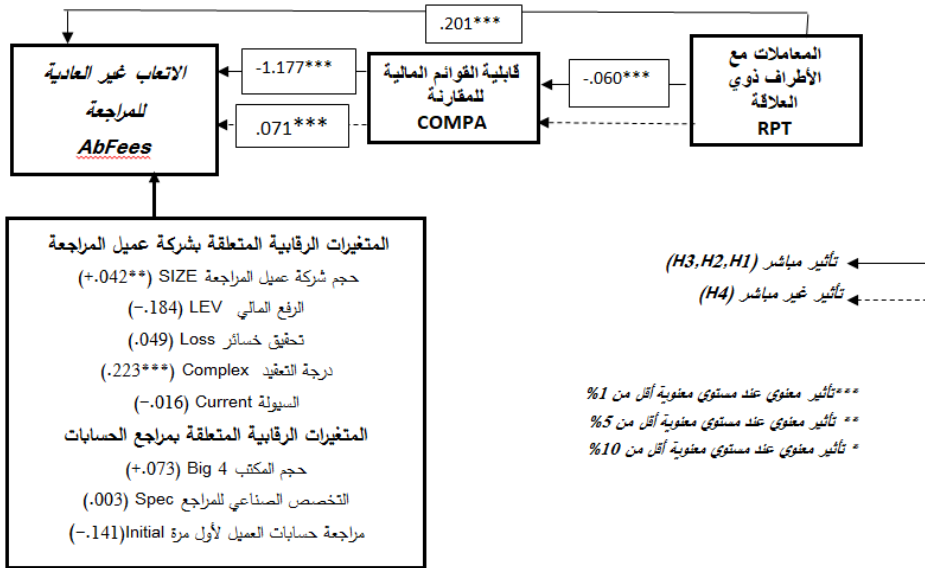 .201***
المعاملات مع
الأطراف ذوي
العلاقة
RPT
-.060***
قابلية القوائم المالية
للمقارنة
COMPA
-1.177***
.071***
الاتعاب غير العادية
للمراجعة
AbFees
المتغيرات الرقابية المتعلقة بشركة عميل المراجعة
حجم شركة عميل المراجعة SIZE (+.042**)
الرفع المالي LEV (-.184)
تحقيق خسائر Loss (.049)
درجة التعقيد Complex (.223***)
السيولة Current (-.016)
المتغيرات الرقابية المتعلقة بمراجع الحسابات
حجم المكتب Big 4 (+.073)
التخصص الصناعي للمراجع Spec (.003)
مراجعة حسابات العميل لأول مرة Initial(-.141)
تأثير مباشر (H3,H2,H1)
تأثير غير مباشر (H4)
***تأثير معنوي عند مستوي معنوية أقل من 1%
** تأثير معنوي عند مستوي معنوية أقل من 5%
* تأثير معنوي عند مستوي معنوية أقل من 10%